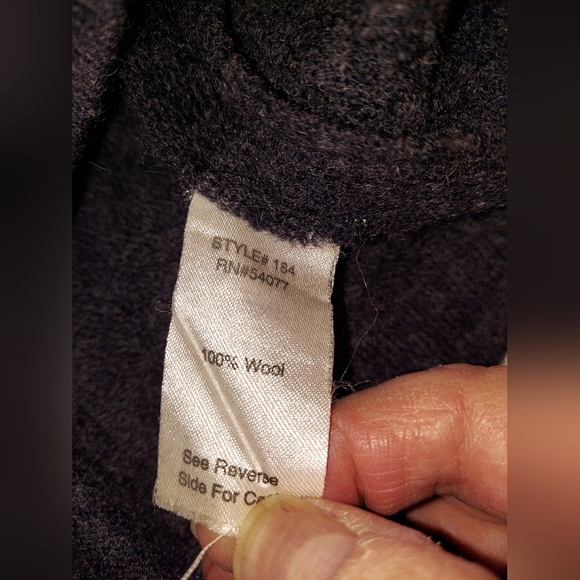 STYLE# 184
RN#54077
100% Wool
See Reverse
Side For